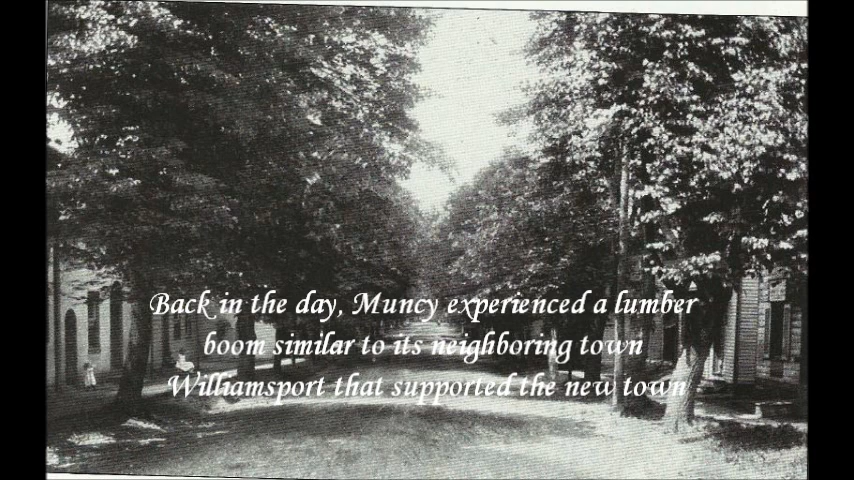 Back in the day, Muncy experienced a lumber
boom similar to its neighboring town
Williamsport that supported the new town